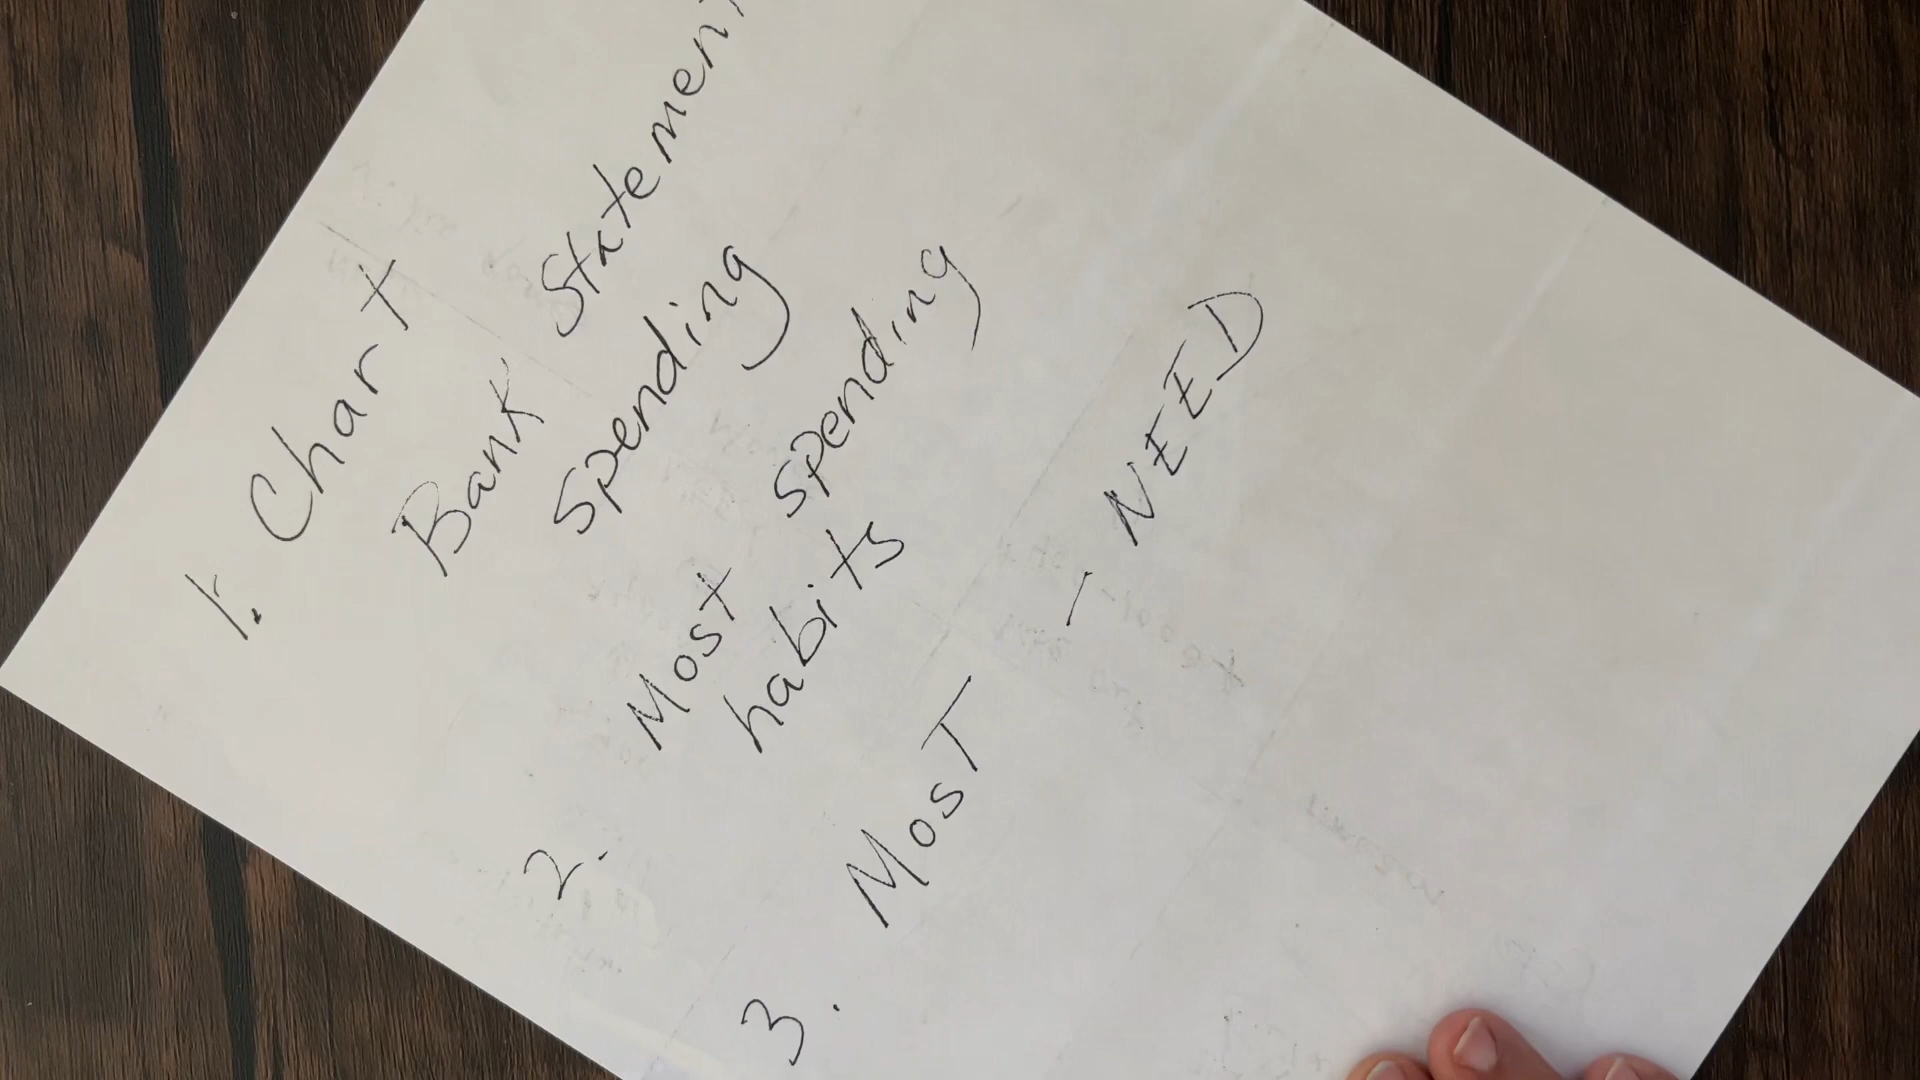 1. Chart
Bank Statement
spending
2. Most spending
habits
3. MosT - NEED